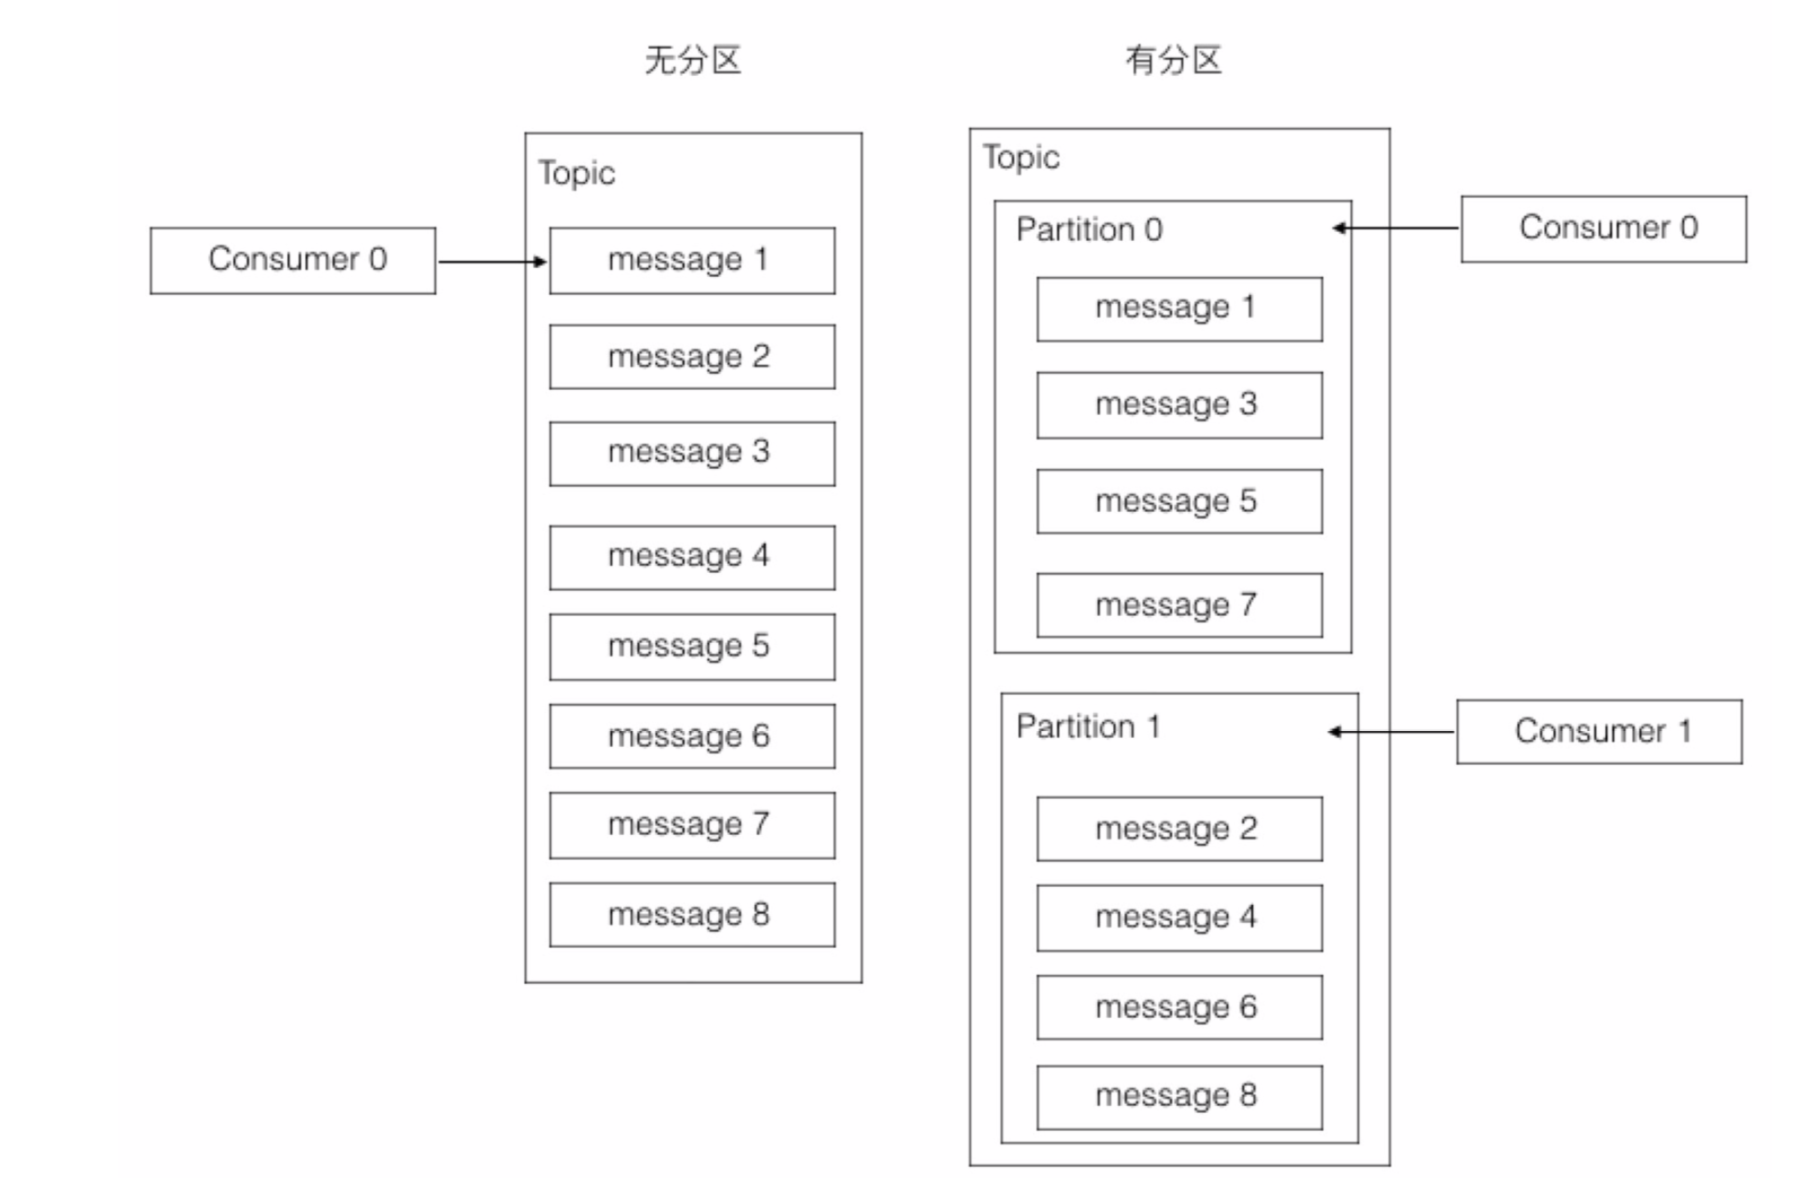 无分区
Topic
Consumer 0
message 1
message 2
message 3
message 4
message 5
message 6
message 7
message 8
有分区
Topic
Partition 0
Consumer 0
message 1
message 3
message 5
message 7
Partition 1
Consumer 1
message 2
message 4
message 6
message 8